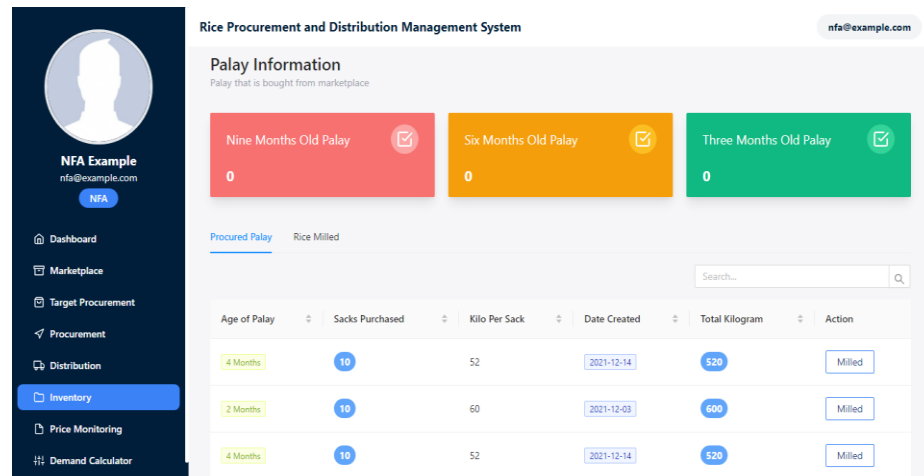 Rice Procurement and Distribution Management System
nfa@example.com
NFA Example
nfa@example.com
NFA
Dashboard
Marketplace
Target Procurement
Procurement
Distribution
Inventory
Price Monitoring
Demand Calculator
Palay Information
Palay that is bought from marketplace
Nine Months Old Palay
0
Six Months Old Palay
0
Three Months Old Palay
0
Procured Palay Rice Milled
Search...
Age of Palay Sacks Purchased Kilo Per Sack Date Created Total Kilogram Action
4 Months 10 52 2021-12-14 520 Milled
2 Months 10 60 2021-12-03 600 Milled
4 Months 10 52 2021-12-14 520 Milled